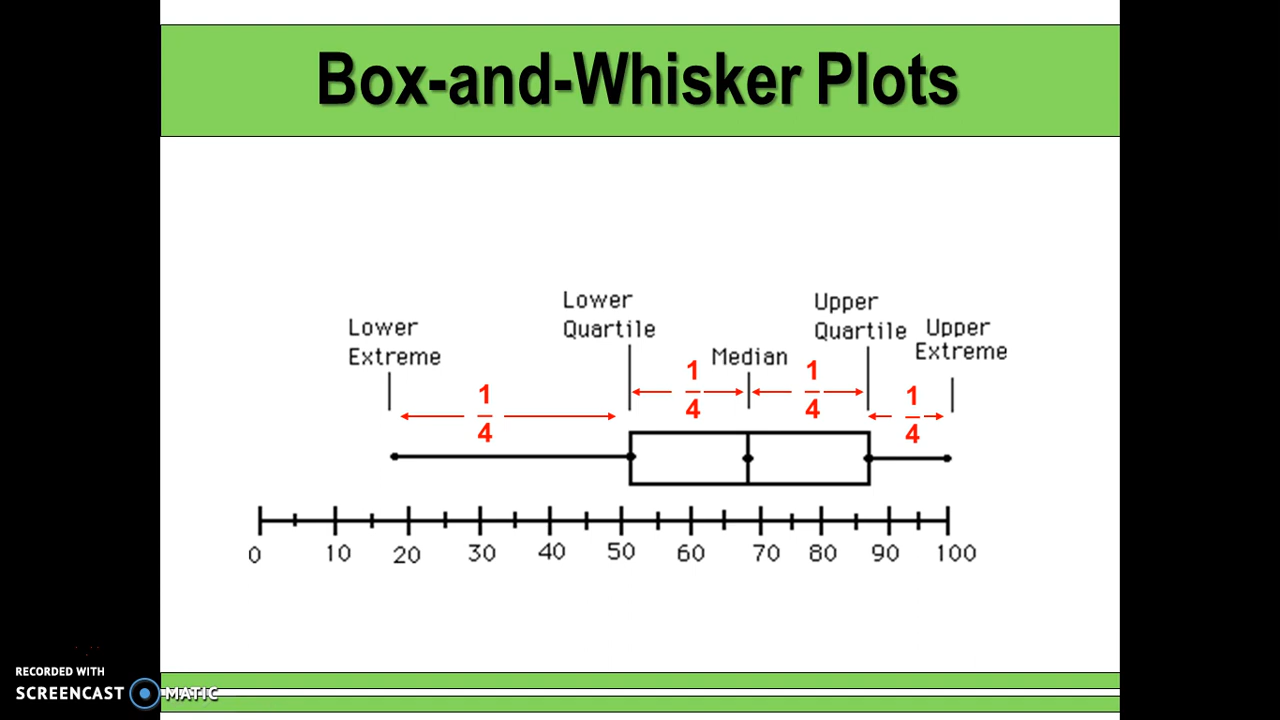 Box-and-Whisker Plots
Lower
Extreme
Lower
Quartile
Median
Upper
Quartile
Upper
Extreme
1
4
1
4
1
4
1
4
0 10 20 30 40 50 60 70 80 90 100
RECORDED WITH
SCREENCAST MATIC